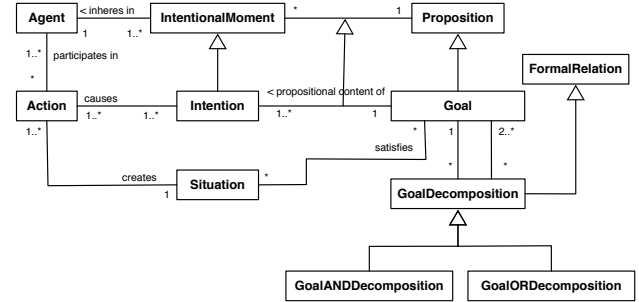 Agent
< inheres in
1
1..*
IntentionalMoment
*
1
Proposition
1..*
participates in
*
FormalRelation
Action
causes
1..*
1..*
Intention
< propositional content of
1..*
1
Goal
1..*
*
1
2..*
satisfies
creates
1
Situation
*
*
*
GoalDecomposition
GoalANDDecomposition
GoalORDecomposition